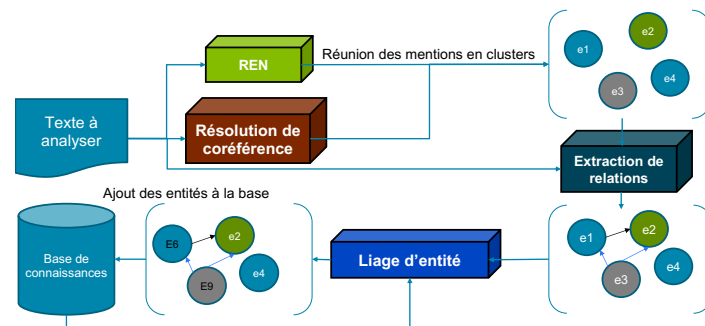 REN
Réunion des mentions en clusters
e1
e2
e3
e4
Texte à
analyser
Résolution de
coréférence
Extraction de
relations
Ajout des entités à la base
Base de
connaissances
E6
e2
e4
E9
Liage d'entité
e1
e2
e3
e4